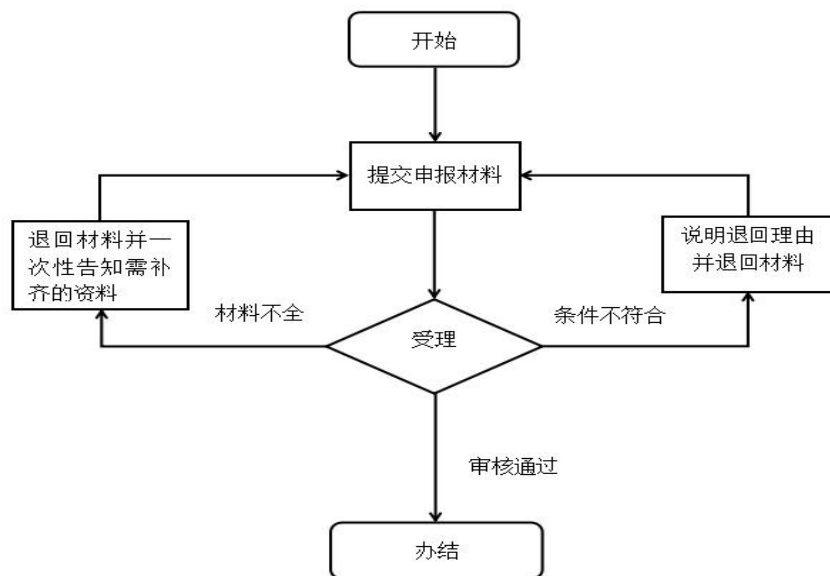 开始
提交申报材料
退回材料并一
次性告知需补
齐的资料
说明退回理由
并退回材料
材料不全
受理
条件不符合
审核通过
办结